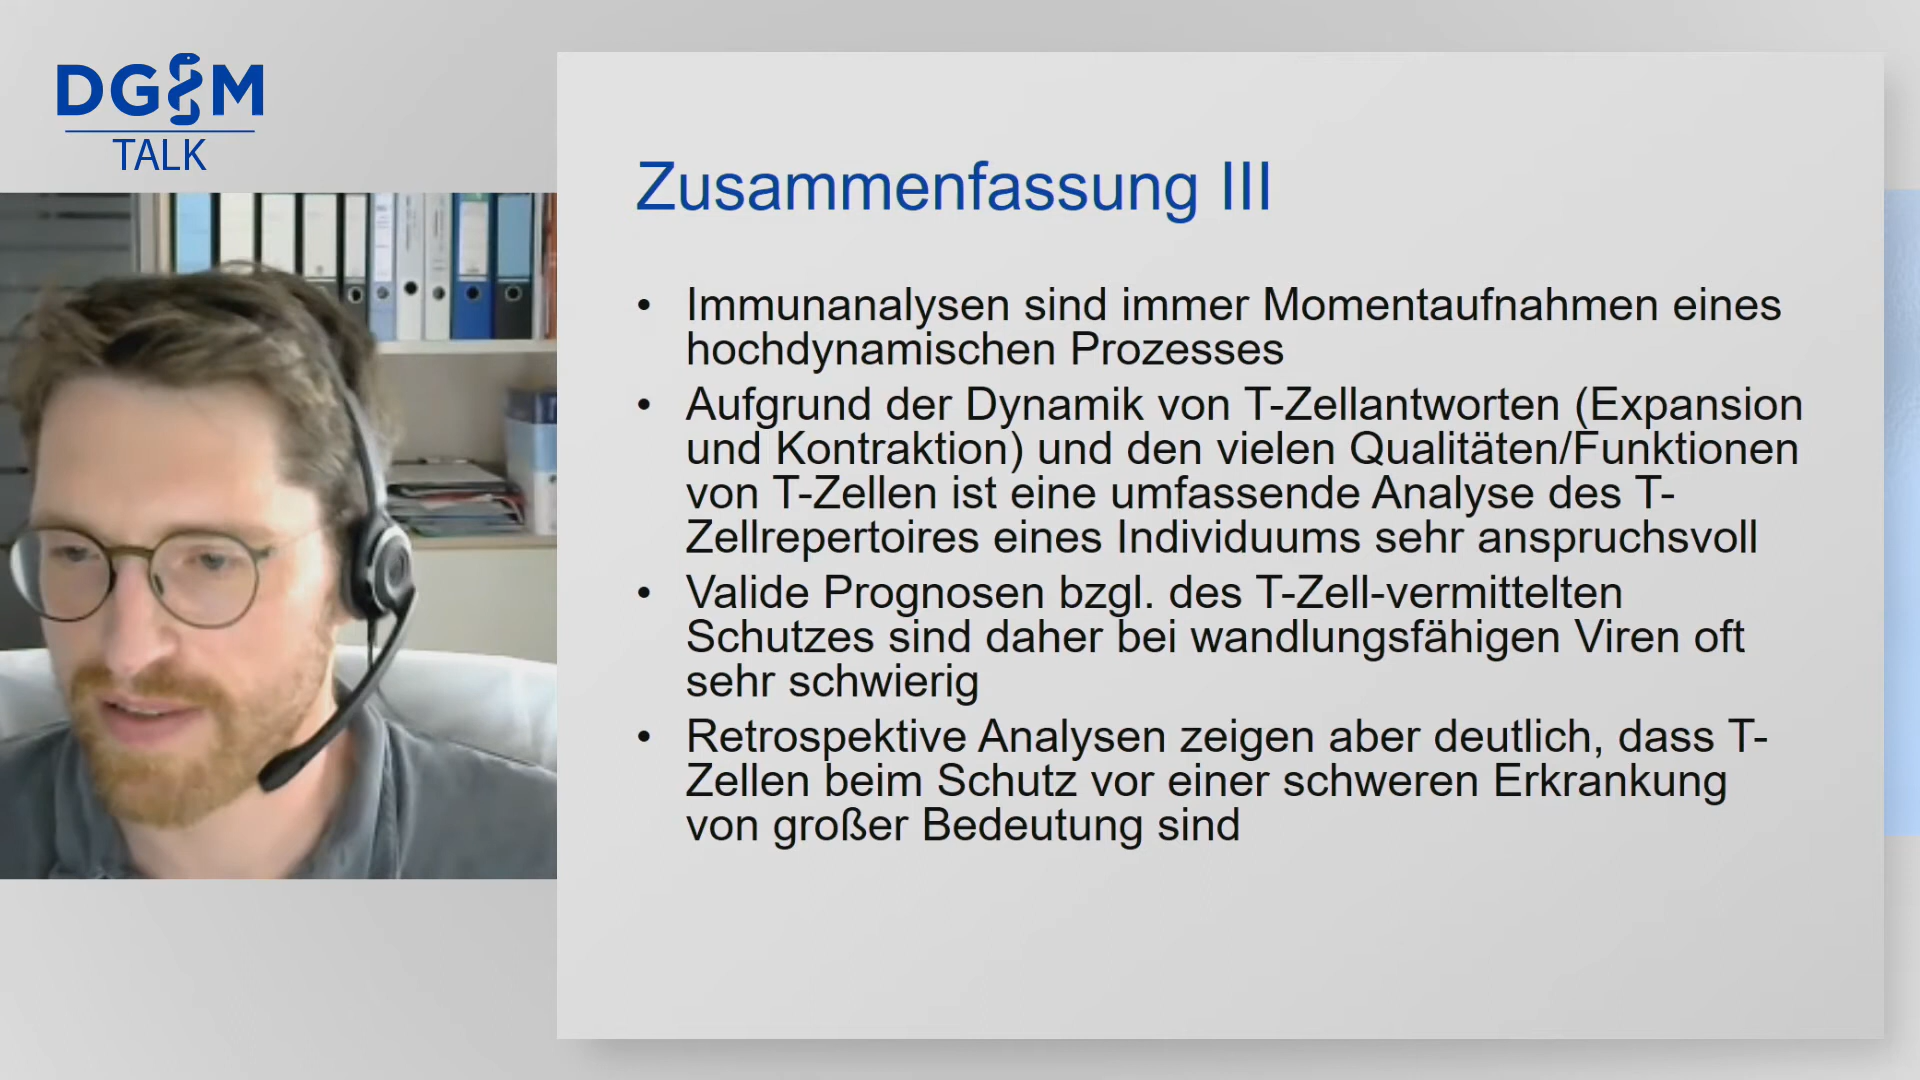 DGIM
TALK
Zusammenfassung III
• Immunanalysen sind immer Momentaufnahmen eines
hochdynamischen Prozesses
• Aufgrund der Dynamik von T-Zellantworten (Expansion
und Kontraktion) und den vielen Qualitäten/Funktionen
von T-Zellen ist eine umfassende Analyse des T-
Zellrepertoires eines Individuums sehr anspruchsvoll
• Valide Prognosen bzgl. des T-Zell-vermittelten
Schutzes sind daher bei wandlungsfähigen Viren oft
sehr schwierig
• Retrospektive Analysen zeigen aber deutlich, dass T-
Zellen beim Schutz vor einer schweren Erkrankung
von großer Bedeutung sind